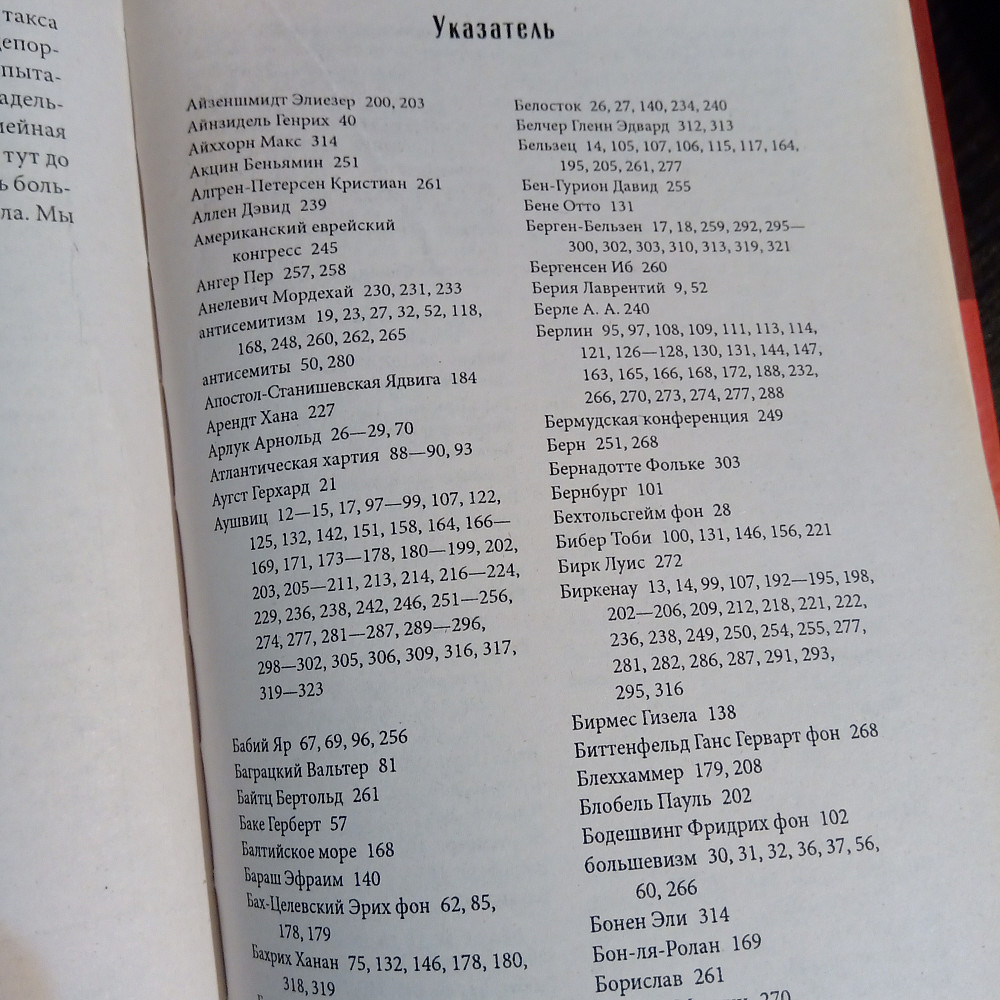 такса
пыта-
тут до
ла. Мы
Указатель
Айзеншмидт Элиезер 200, 203
Айнзидель Генрих 40
Айххорн Макс 314
Акцин Беньямин 251
Алгрен-Петерсен Кристиан 261
Аллен Дэвид 239
Американский еврейский
конгресс 245
Ангер Пер 257, 258
Анелевич Мордехай 230, 231, 233
антисемитизм 19, 23, 27, 32, 52, 118,
168, 248, 260, 262, 265
антисемиты 50, 280
Апостол-Станишевская Ядвига 184
Арендт Хана 227
Арлук Арнольд 26—29, 70
Атлантическая хартия 88—90, 93
Аугст Герхард 21
Аушвиц 12—15, 17, 97—99, 107, 122,
125, 132, 142, 151, 158, 164, 166—
169, 171, 173—178, 180—199, 202,
203, 205—211, 213, 214, 216—224,
229, 236, 238, 242, 246, 251—256,
274, 277, 281—287, 289—296,
298—302, 305, 306, 309, 316, 317,
319—323
Бабий Яр 67, 69, 96, 256
Баграцкий Вальтер 81
Байтц Бертольд 261
Баке Герберт 57
Балтийское море 168
Бараш Эфраим 140
Бах-Целевский Эрих фон 62, 85,
178, 179
Бахрих Ханан 75, 132, 146, 178, 180,
318, 319
Белосток 26, 27, 140, 234, 240
Белчер Гленн Эдвард 312, 313
Бельзец 14, 105, 107, 106, 115, 117, 164,
195, 205, 261, 277
Бен-Гурион Давид 255
Бене Отто 131
Берген-Бельзен 17, 18, 259, 292, 295—
300, 302, 303, 310, 313, 319, 321
Бергенсен Иб 260
Берия Лаврентий 9, 52
Берле А. А. 240
Берлин 95, 97, 108, 109, 111, 113, 114,
121, 126—128, 130, 131, 144, 147,
163, 165, 166, 168, 172, 188, 232,
266, 270, 273, 274, 277, 288
Бермудская конференция 249
Берн 251, 268
Бернадотте Фольке 303
Бернбург 101
Бехтольсгейм фон 28
Бибер Тоби 100, 131, 146, 156, 221
Бирк Луис 272
Биркенау 13, 14, 99, 107, 192—195, 198,
202—206, 209, 212, 218, 221, 222,
236, 238, 249, 250, 254, 255, 277,
281, 282, 286, 287, 291, 293,
295, 316
Бирмес Гизела 138
Биттенфельд Ганс Герварт фон 268
Блеххаммер 179, 208
Блобель Пауль 202
Бодешвинг Фридрих фон 102
большевизм 30, 31, 32, 36, 37, 56,
60, 266
Бонен Эли 314
Бон-ля-Ролан 169
Борислав 261